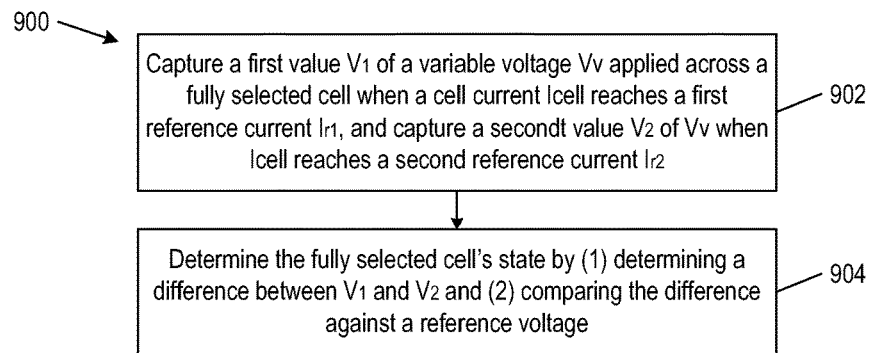 900
Capture a first value V1 of a variable voltage Vv applied across a
fully selected cell when a cell current Icell reaches a first
reference current Ir1, and capture a secondt value V2 of Vv when
Icell reaches a second reference current Ir2
902
Determine the fully selected cell's state by (1) determining a
difference between V1 and V2 and (2) comparing the difference
against a reference voltage
904